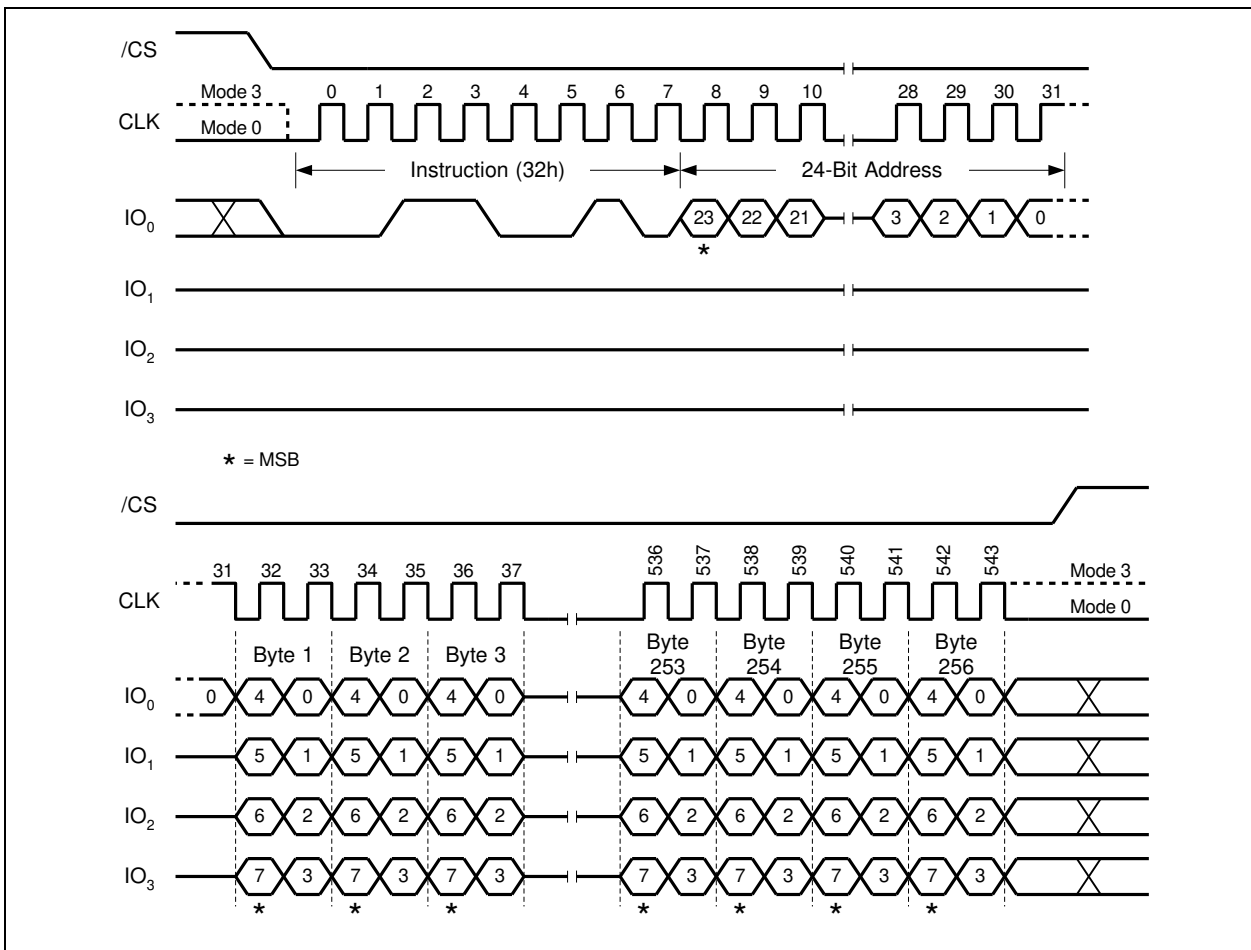 /CS
Mode 3 0 1 2 3 4 5 6 7 8 9 10 28 29 30 31
CLK
Mode 0
Instruction (32h) 24-Bit Address
IO0 23 22 21 3 2 1 0
*
IO1
IO2
IO3
* = MSB
/CS
31 32 33 34 35 36 37 536 537 538 539 540 541 542 543 Mode 3
CLK
Mode 0
Byte 1 Byte 2 Byte 3 Byte 253 Byte 254 Byte 255 Byte 256
IO0 0 4 0 4 0 4 0 4 0 4 0 4 0 4 0
IO1 5 1 5 1 5 1 5 1 5 1 5 1 5 1
IO2 6 2 6 2 6 2 6 2 6 2 6 2 6 2
IO3 7 3 7 3 7 3 7 3 7 3 7 3 7 3
* * * * * * *